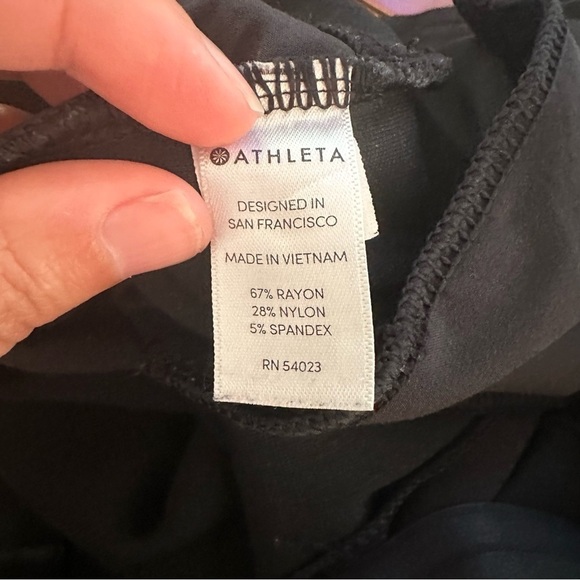 ATHLETA
DESIGNED IN
SAN FRANCISCO
MADE IN VIETNAM
67% RAYON
28% NYLON
5% SPANDEX
RN 54023